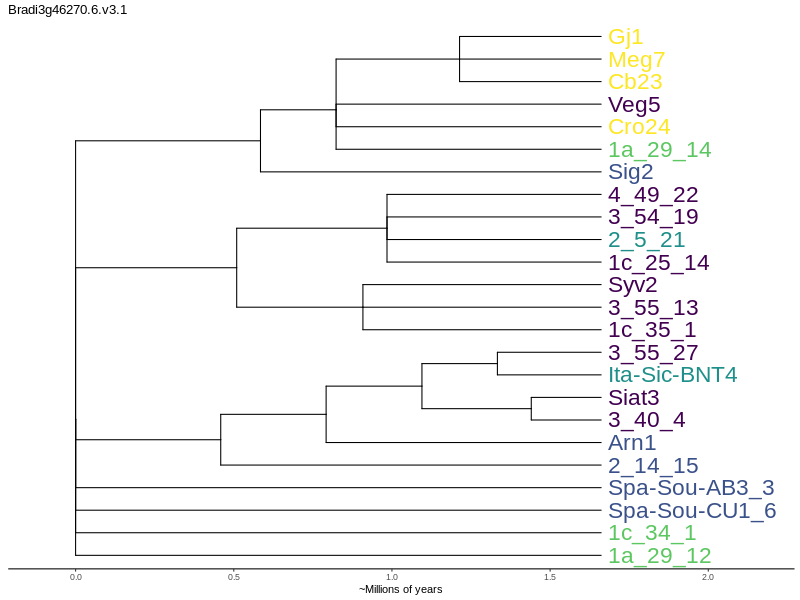 Bradi3g46270.6.v3.1
Gj1
Meg7
Cb23
Veg5
Cro24
1a_29_14
Sig2
4_49_22
3_54_19
2_5_21
1c_25_14
Syv2
3_55_13
1c_35_1
3_55_27
Ita-Sic-BNT4
Siat3
3_40_4
Arn1
2_14_15
Spa-Sou-AB3_3
Spa-Sou-CU1_6
1c_34_1
1a_29_12
0.0 0.5 1.0 1.5 2.0
~Millions of years